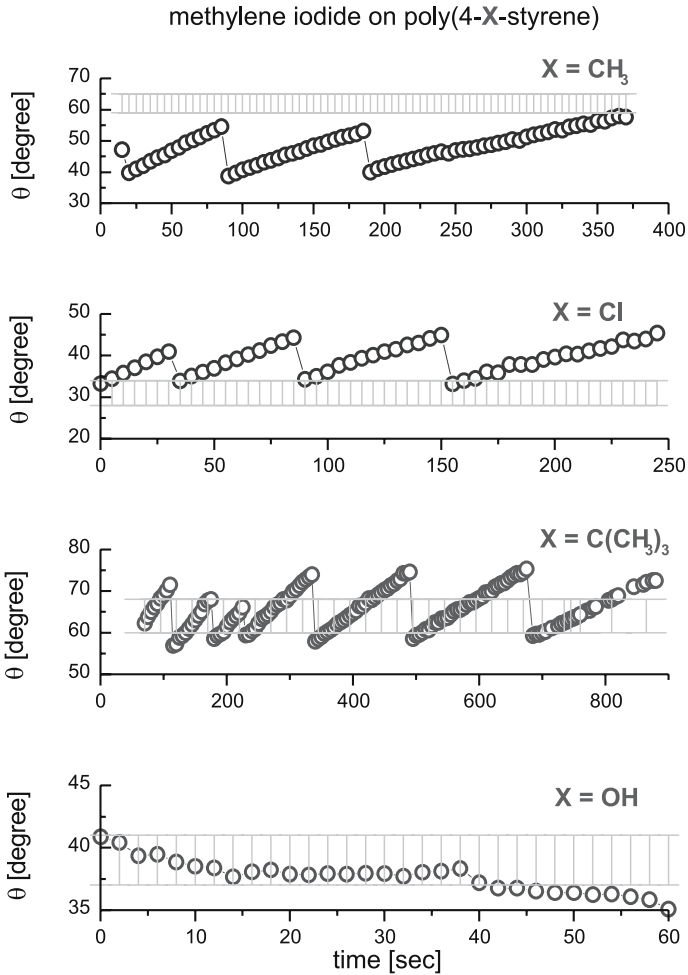 methylene iodide on poly(4-X-styrene)
X = CH₃
θ [degree]
70
60
50
40
30
0 50 100 150 200 250 300 350 400
X = Cl
θ [degree]
50
40
30
20
0 50 100 150 200 250
X = C(CH₃)₃
θ [degree]
80
70
60
50
0 200 400 600 800
X = OH
θ [degree]
45
40
35
0 10 20 30 40 50 60
time [sec]